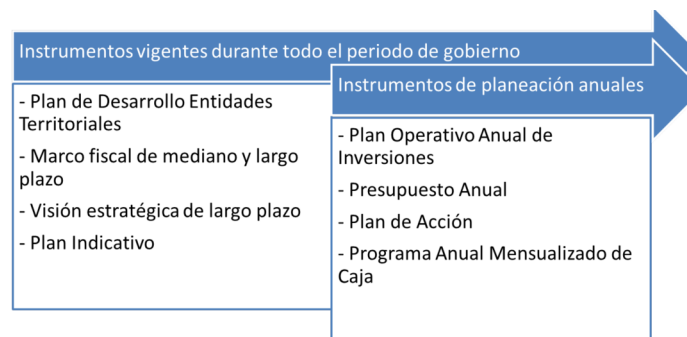 Instrumentos vigentes durante todo el periodo de gobierno
- Plan de Desarrollo Entidades
Territoriales
- Marco fiscal de mediano y largo
plazo
- Visión estratégica de largo plazo
- Plan Indicativo
Instrumentos de planeación anuales
- Plan Operativo Anual de
Inversiones
- Presupuesto Anual
- Plan de Acción
- Programa Anual Mensualizado de
Caja